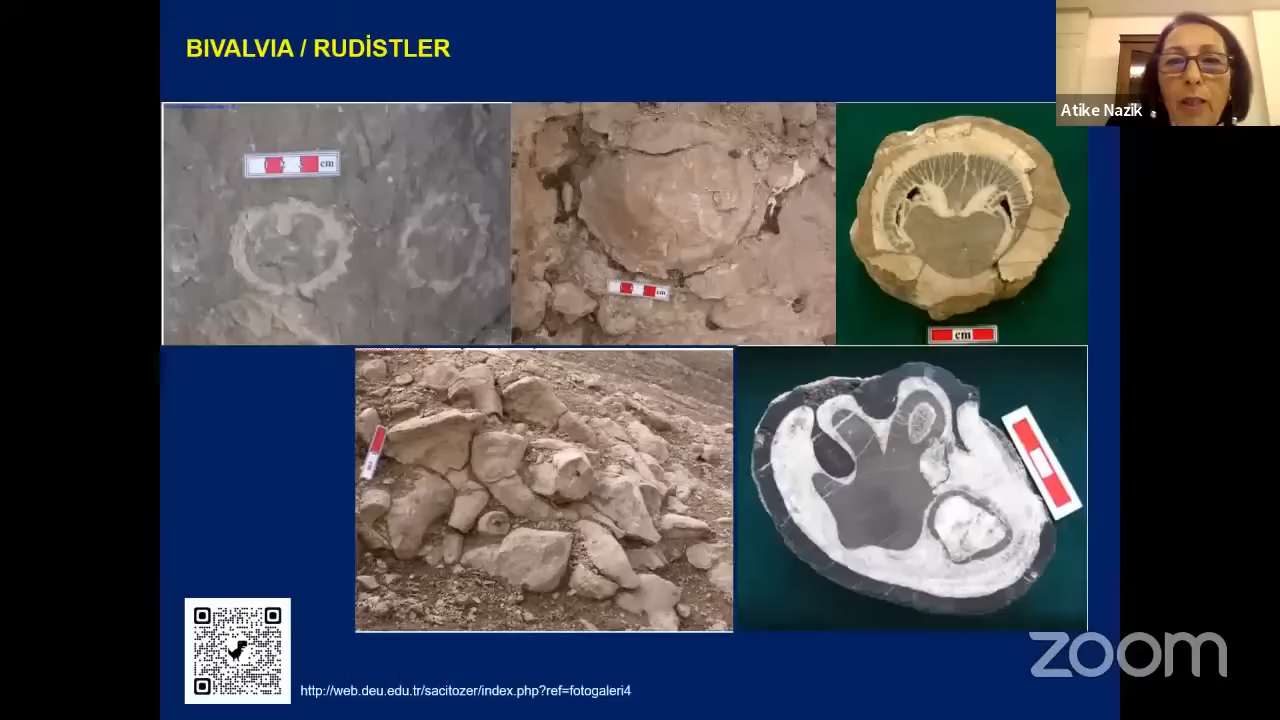 BIVALVIA / RUDİSTLER
Atike Nazik
cm
cm
cm
http://web.deu.edu.tr/sacitozer/index.php?ref=fotogaleri4
zoom